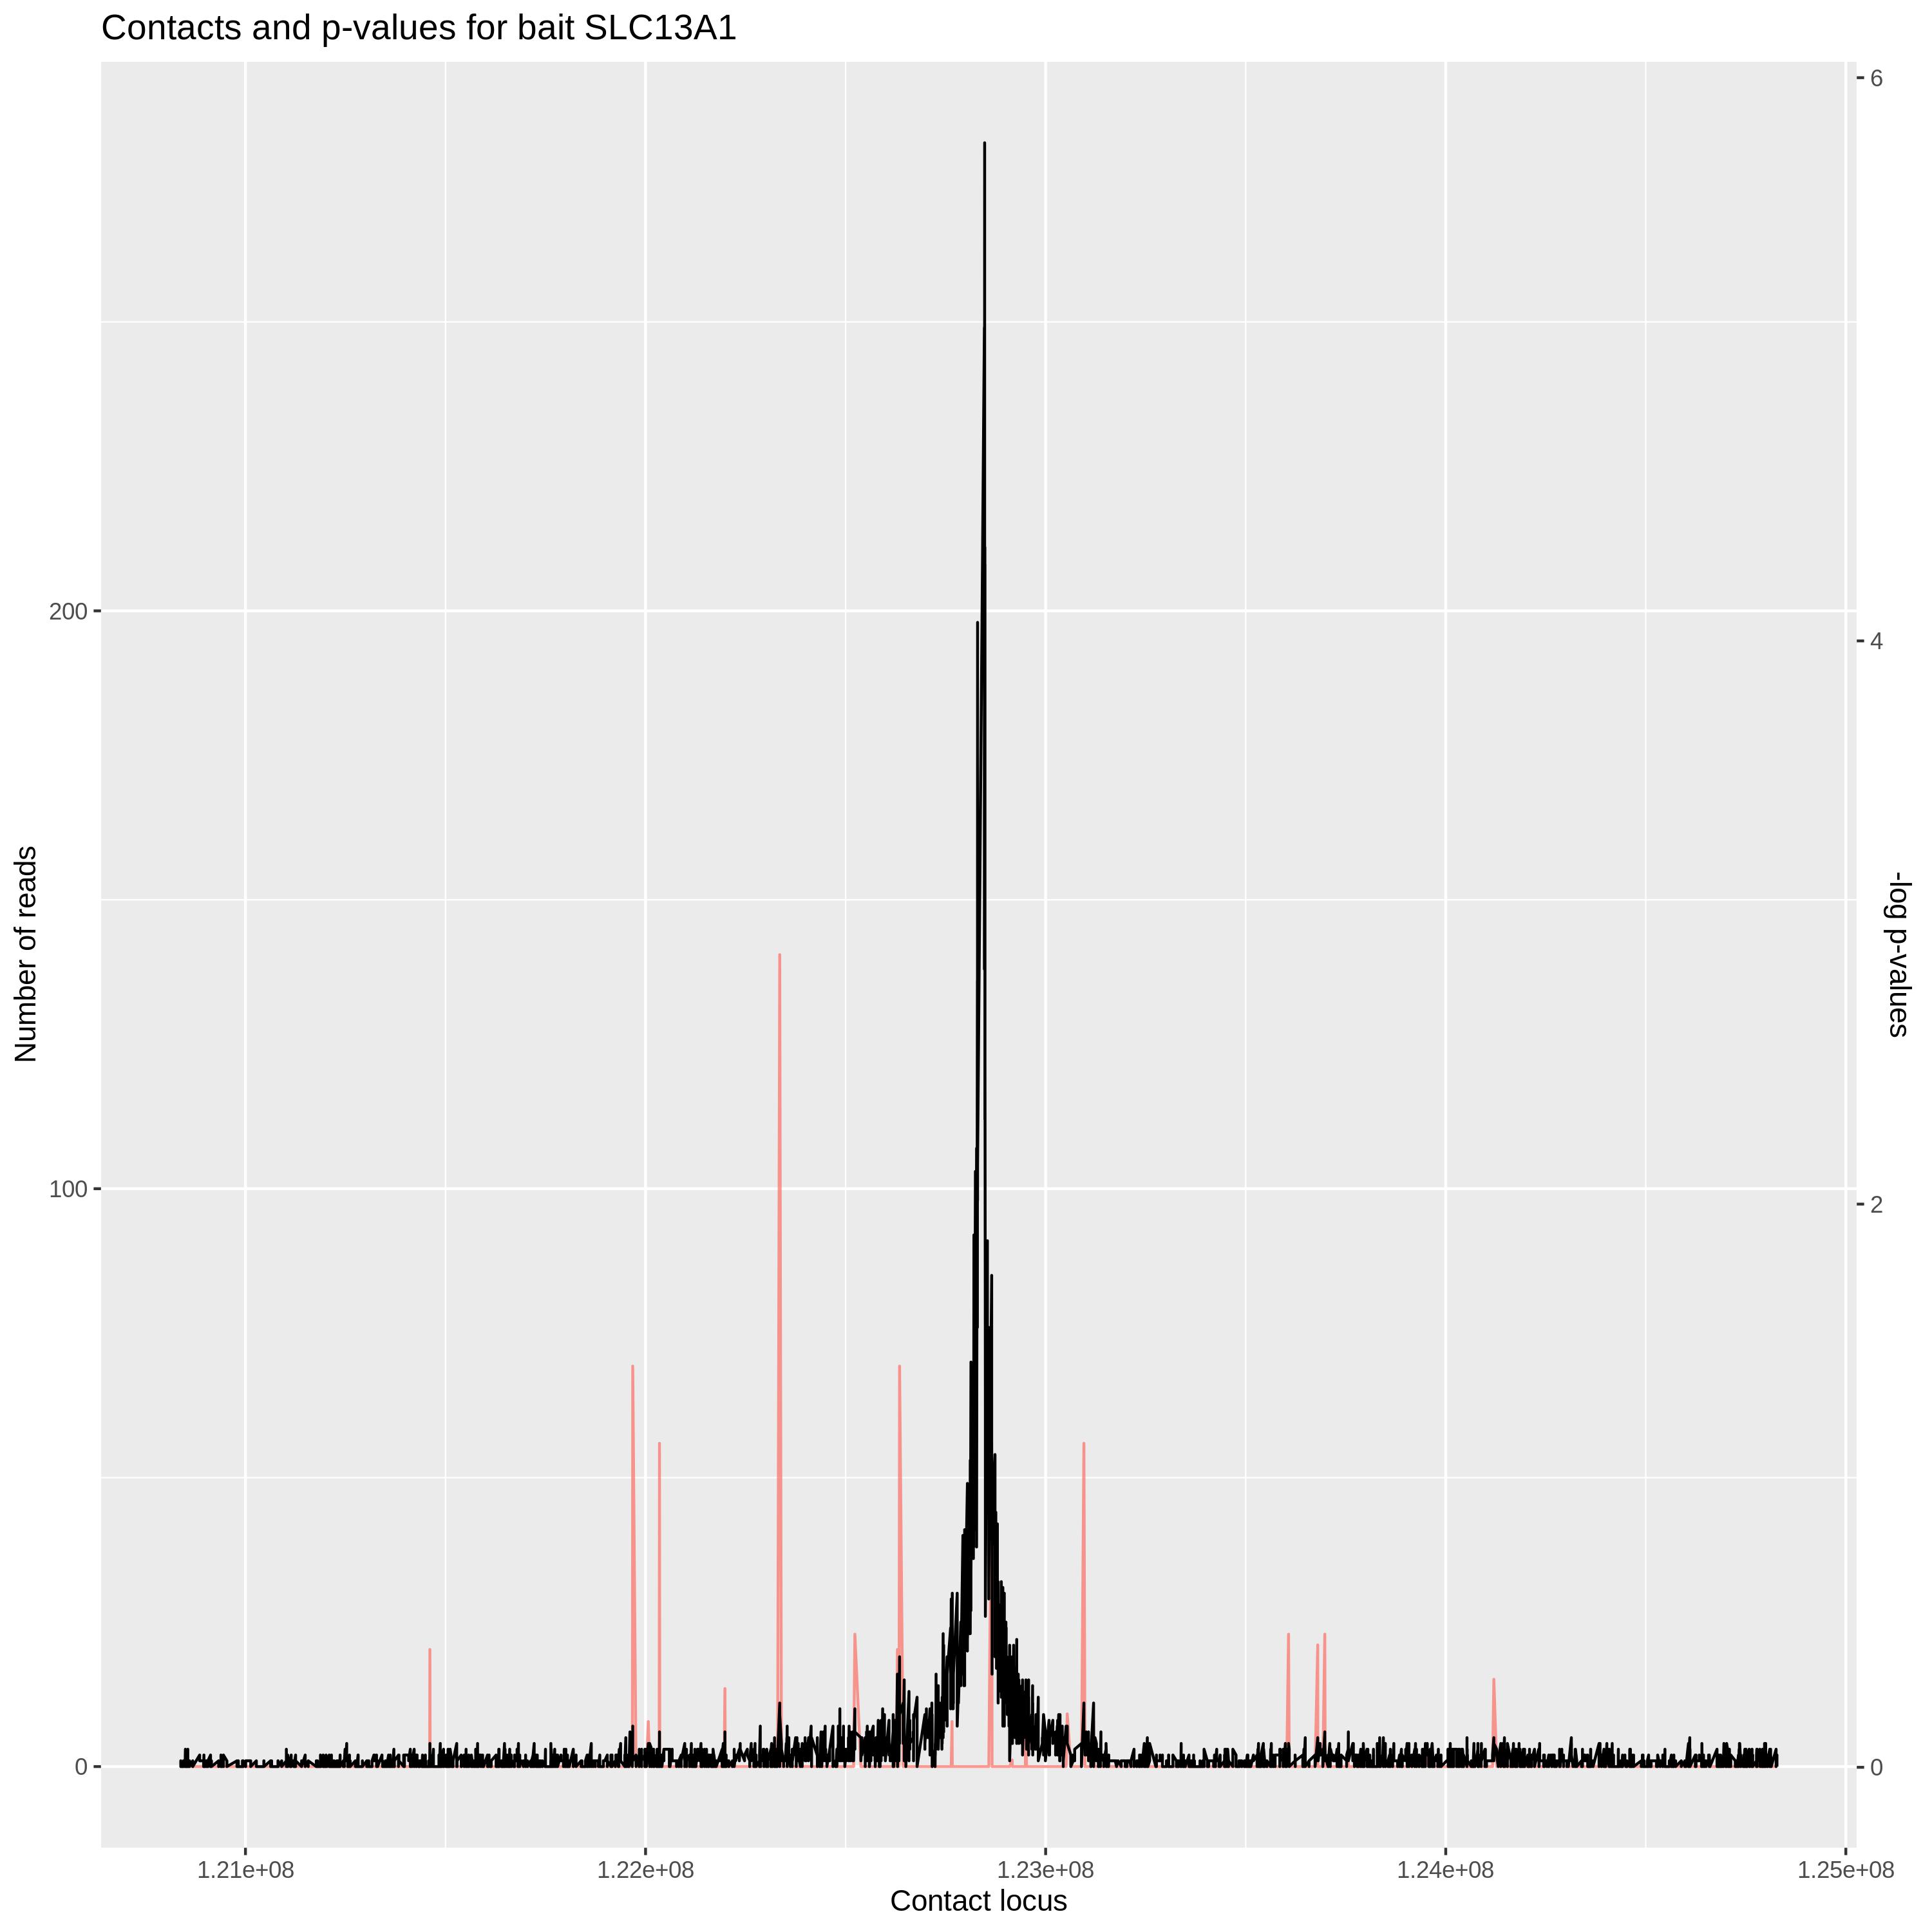 Contacts and p-values for bait SLC13A1
6
200
4
Number of reads
-log p-values
100
2
0
0
1.21e+08
1.22e+08
1.23e+08
1.24e+08
1.25e+08
Contact locus